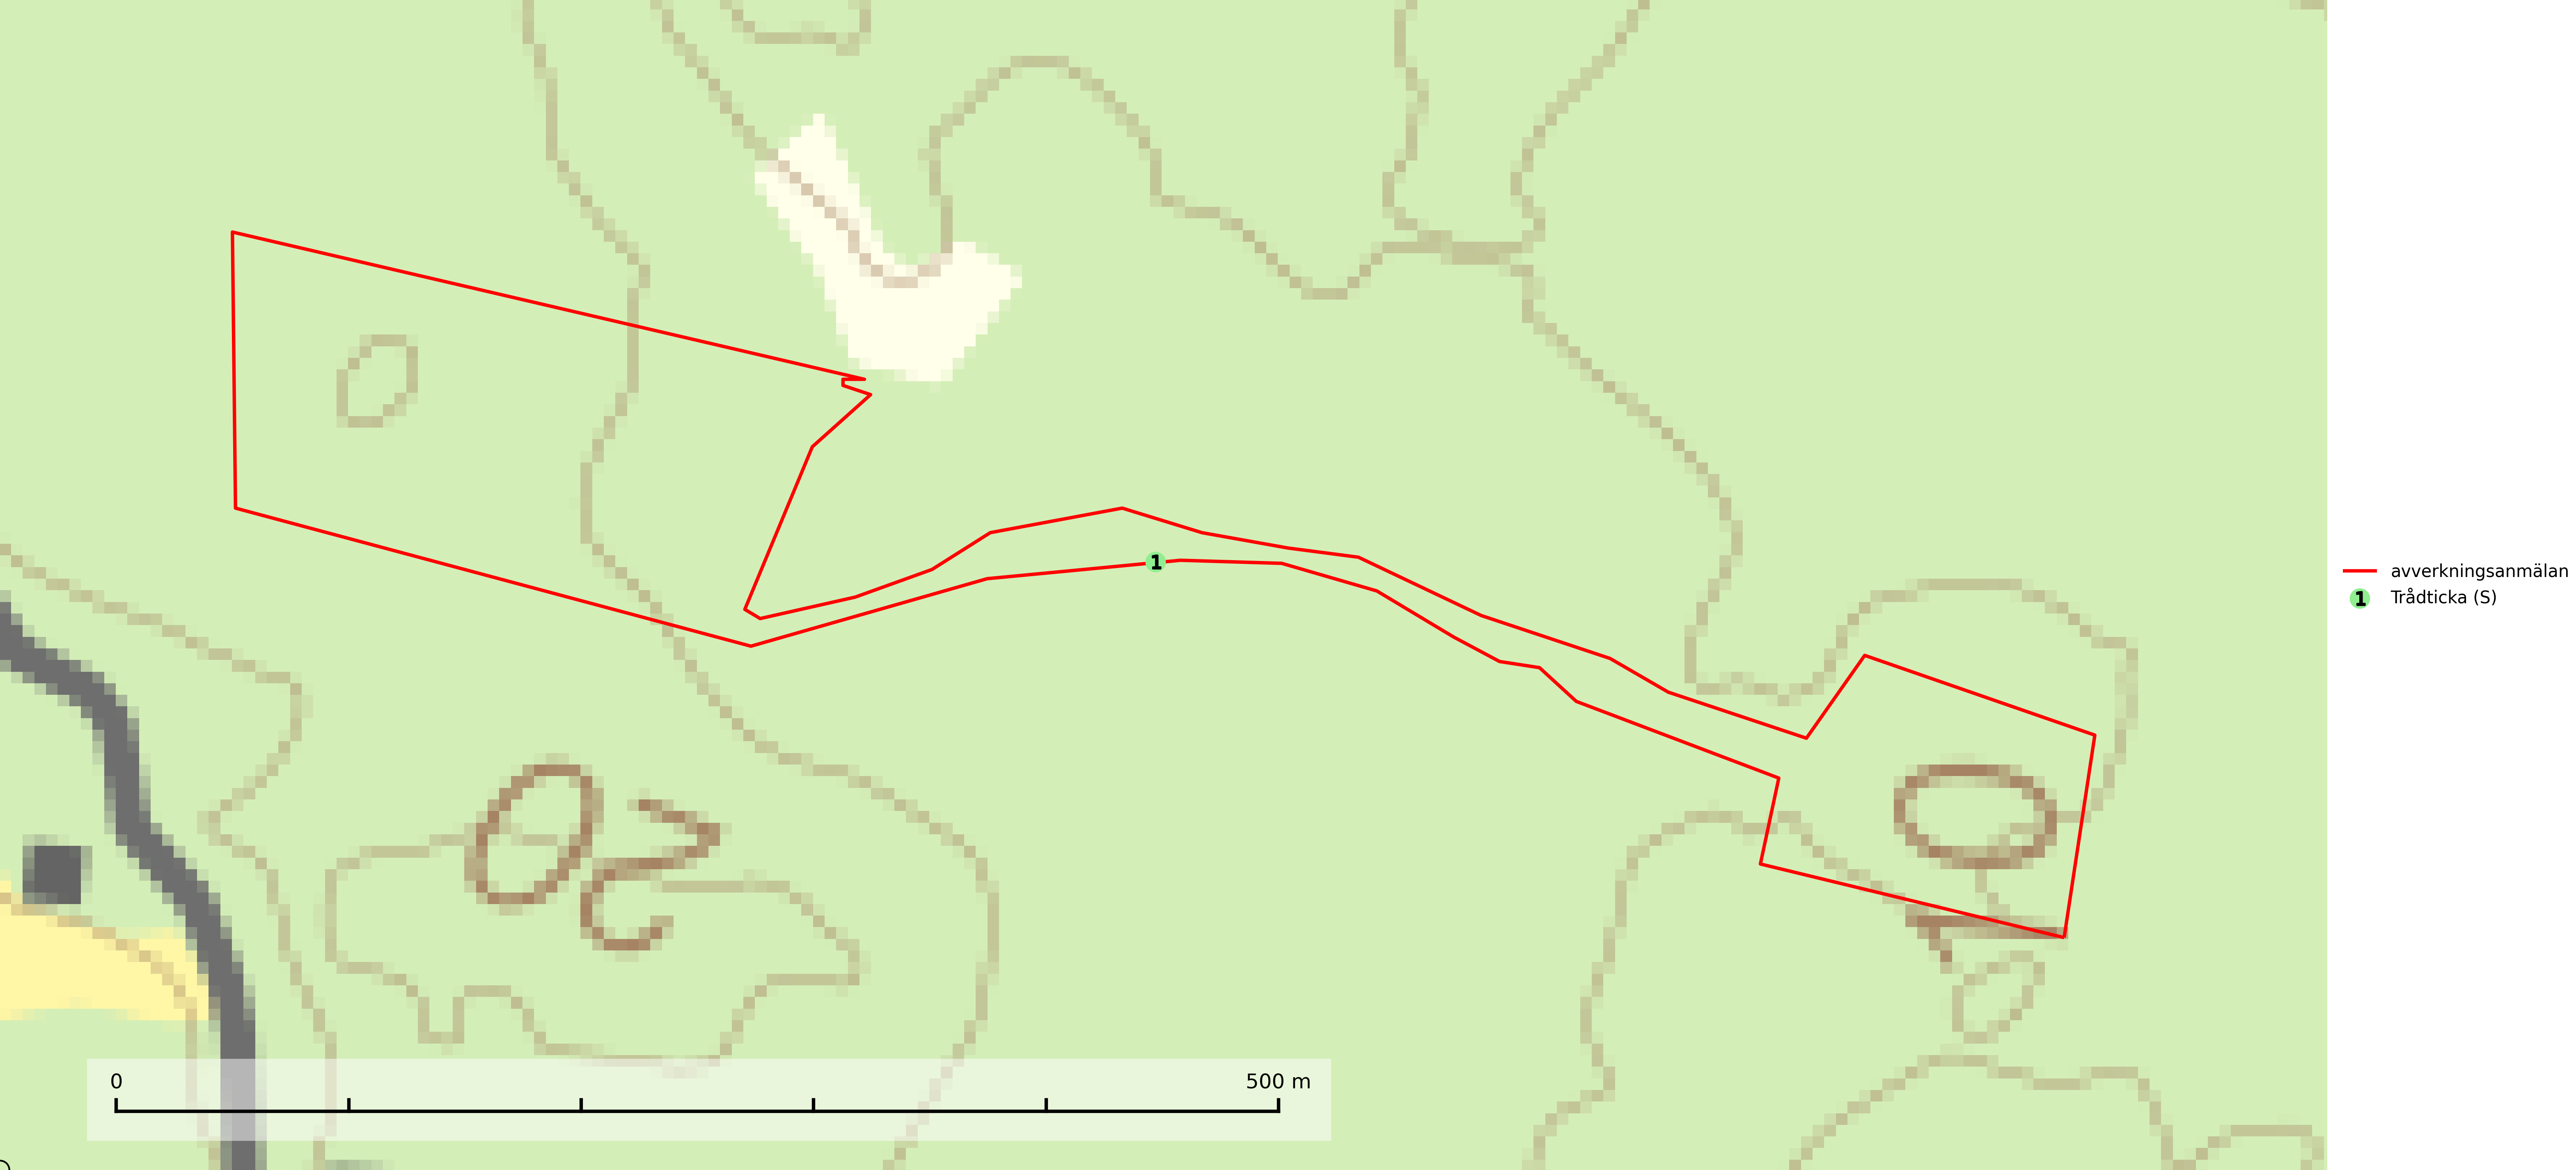 1
avverkningsanmälan
1 Trådticka (S)
0 500 m